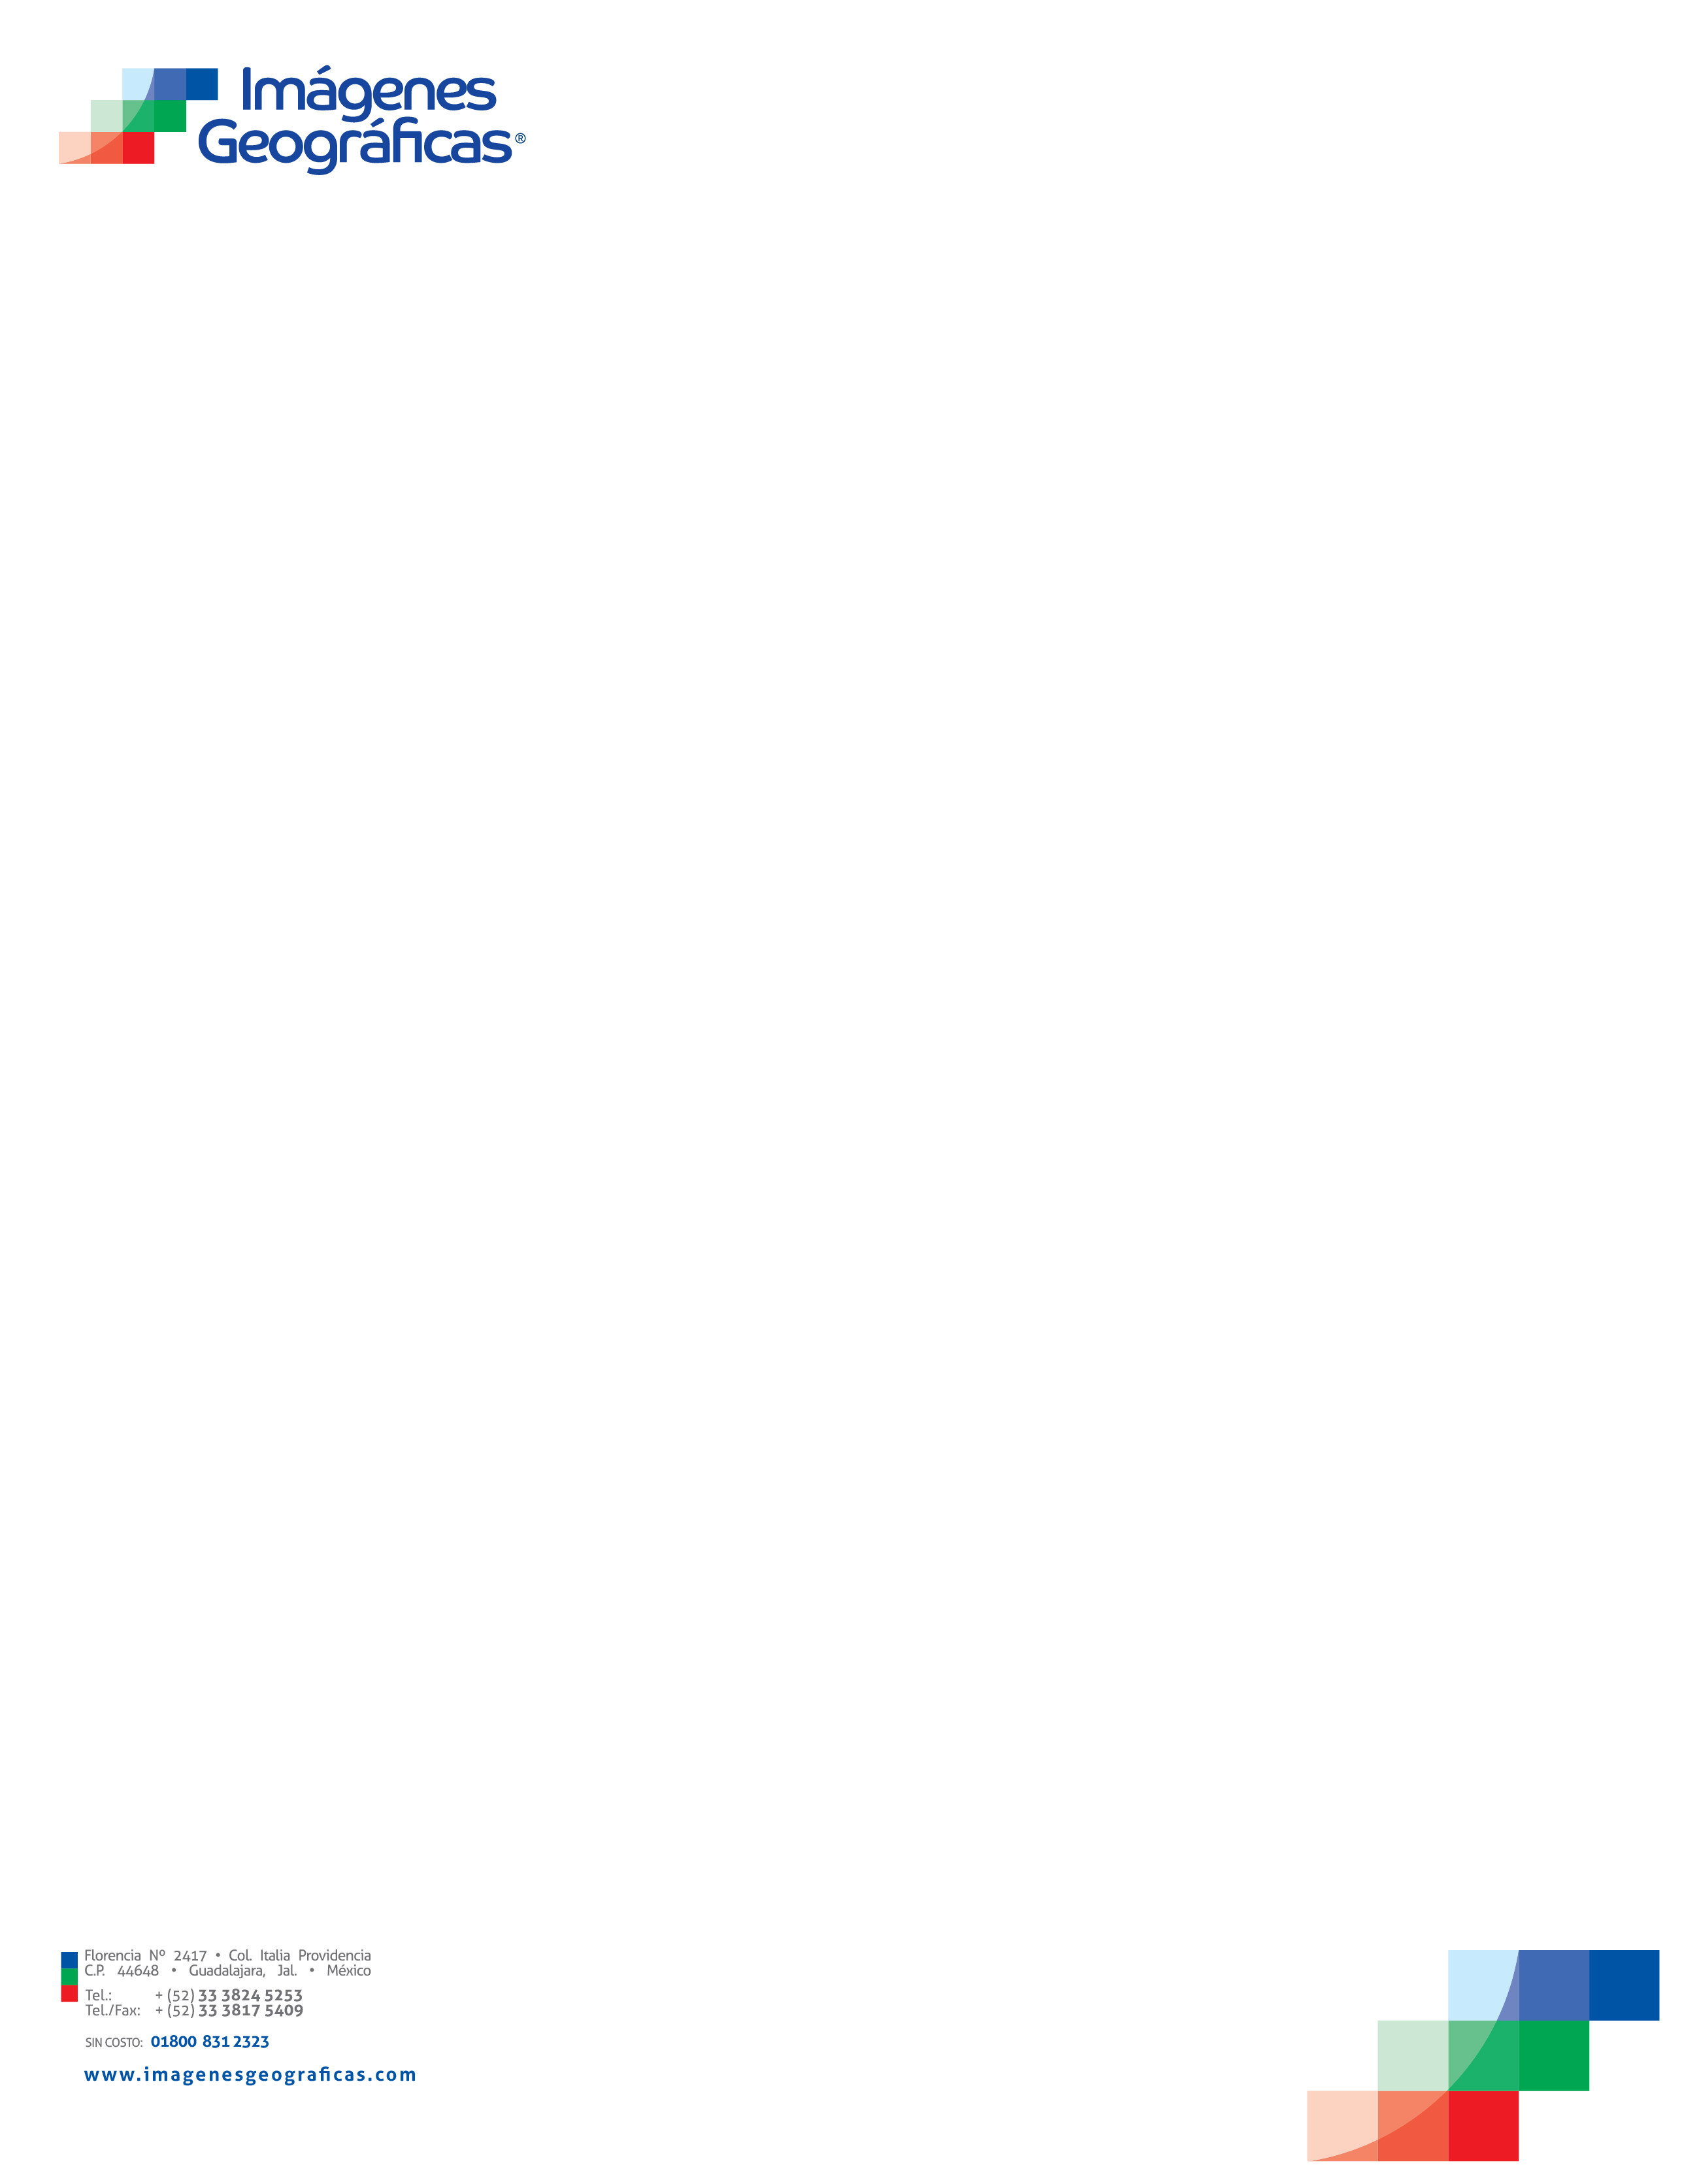 Imágenes
Geográficas®
Florencia Nº 2417 • Col. Italia Providencia
C.P. 44648 • Guadalajara, Jal. • México
Tel.: + (52) 33 3824 5253
Tel./Fax: + (52) 33 3817 5409
SIN COSTO: 01800 831 2323
www.imagenesgeograficas.com